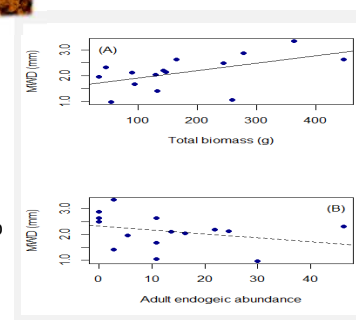 (A)
MWD (mm)
3.0
2.0
1.0
100 200 300 400
Total biomass (g)
(B)
MWD (mm)
3.0
2.0
1.0
0 10 20 30 40
Adult endogeic abundance